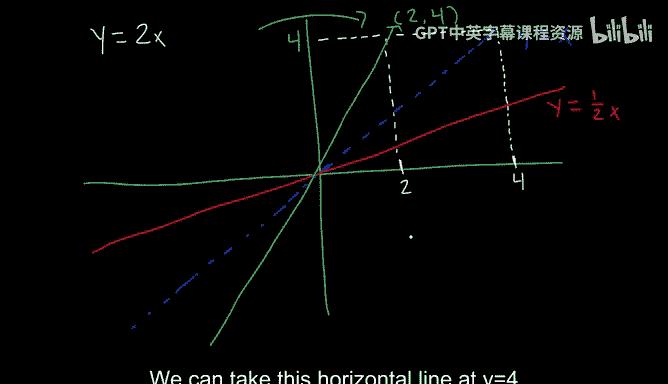 y = 2x
4
(2,4)
GPT中英字幕课程资源 bilibili
y = 1/2 x
2
4
We can take this horizontal line at y=4